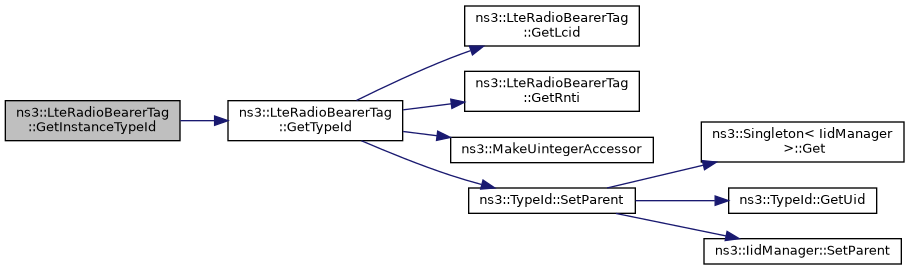 ns3::LteRadioBearerTag
::GetInstanceTypeId
ns3::LteRadioBearerTag
::GetTypeId
ns3::LteRadioBearerTag
::GetLcid
ns3::LteRadioBearerTag
::GetRnti
ns3::MakeUintegerAccessor
ns3::TypeId::SetParent
ns3::Singleton< IidManager
>::Get
ns3::TypeId::GetUid
ns3::IidManager::SetParent